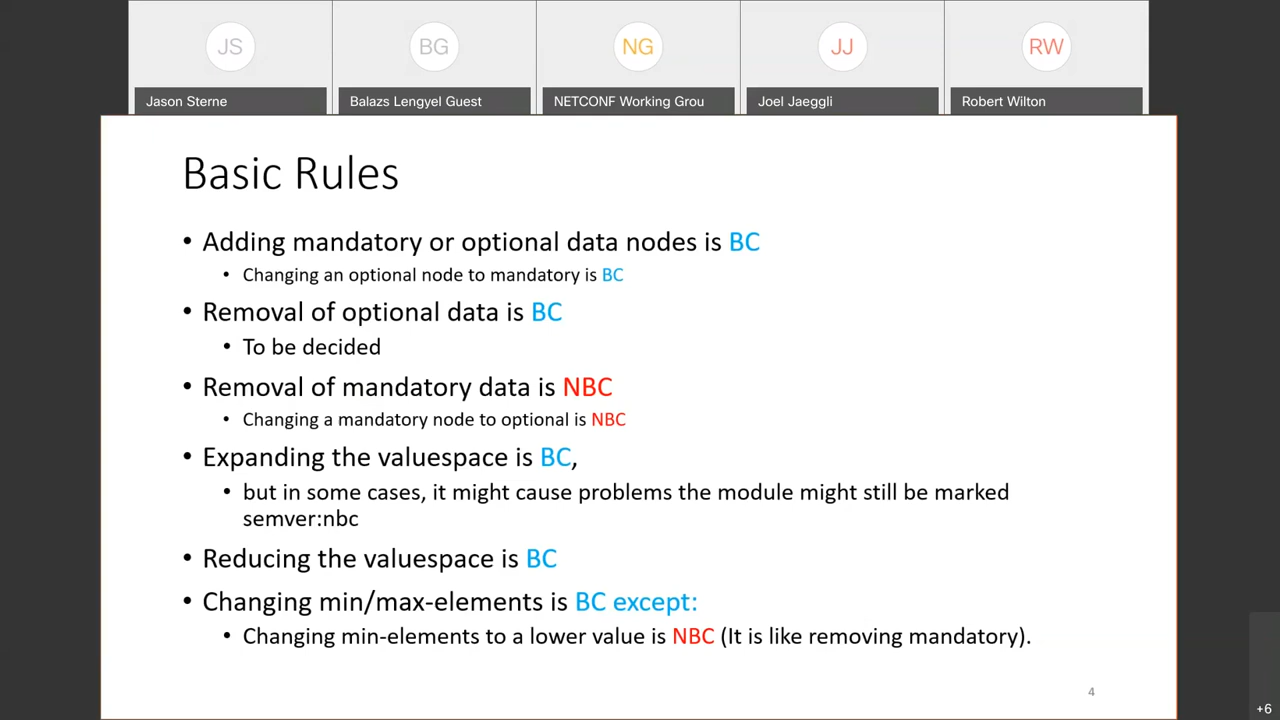 JS
BG
NG
JJ
RW
Jason Sterne
Balazs Lengyel Guest
NETCONF Working Grou
Joel Jaeggli
Robert Wilton
Basic Rules
• Adding mandatory or optional data nodes is BC
• Changing an optional node to mandatory is BC
• Removal of optional data is BC
• To be decided
• Removal of mandatory data is NBC
• Changing a mandatory node to optional is NBC
• Expanding the valuespace is BC,
• but in some cases, it might cause problems the module might still be marked
semver:nbc
• Reducing the valuespace is BC
• Changing min/max-elements is BC except:
• Changing min-elements to a lower value is NBC (It is like removing mandatory).
4
+6